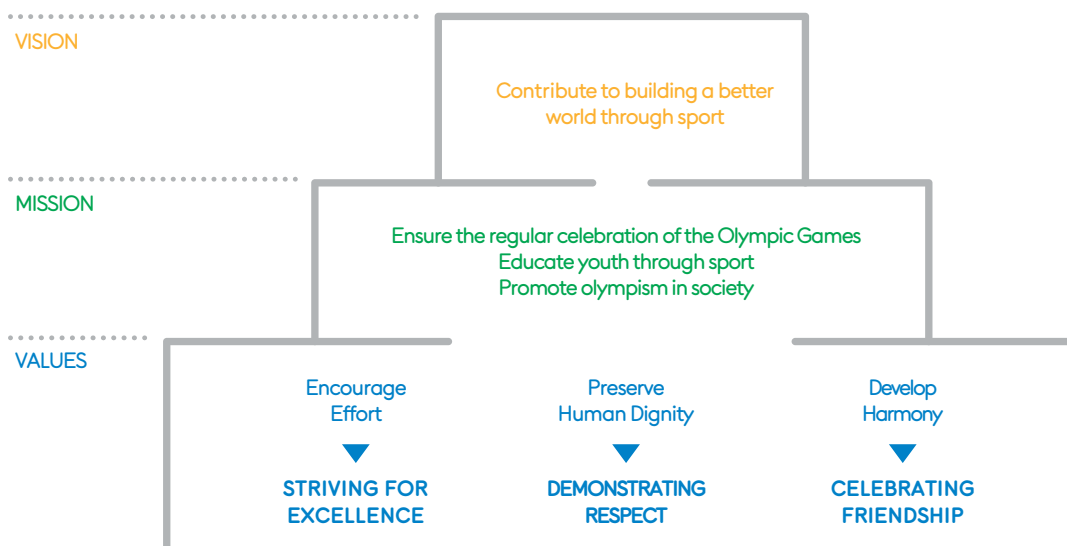 VISION
Contribute to building a better
world through sport
MISSION
Ensure the regular celebration of the Olympic Games
Educate youth through sport
Promote olympism in society
VALUES
Encourage
Effort
Preserve
Human Dignity
Develop
Harmony
STRIVING FOR
EXCELLENCE
DEMONSTRATING
RESPECT
CELEBRATING
FRIENDSHIP